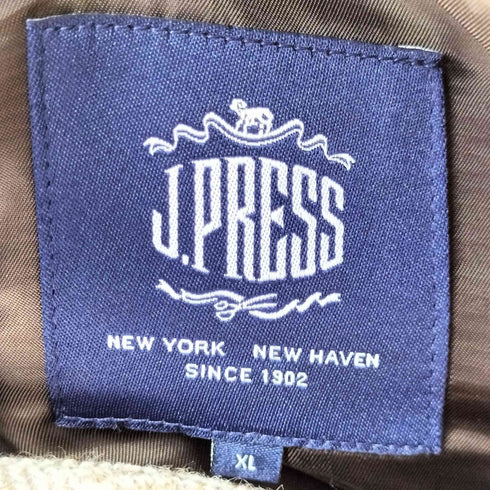 J.PRESS
NEW YORK NEW HAVEN
SINCE 1902
XL